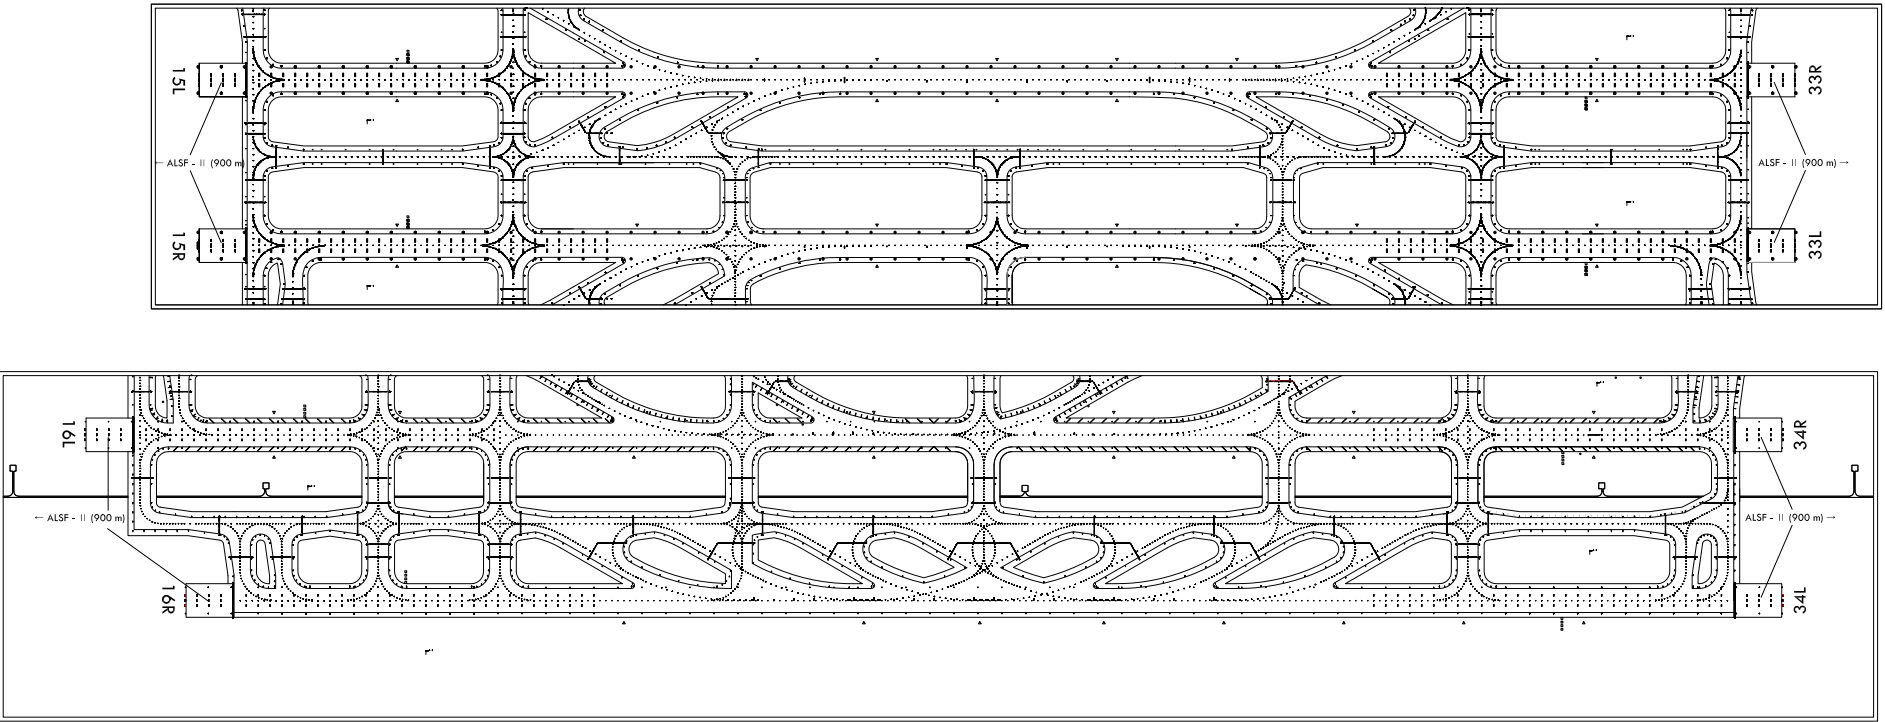 15L
33R
← ALSF - II (900 m)
ALSF - II (900 m) →
15R
33L
16L
34R
← ALSF - II (900 m)
ALSF - II (900 m) →
16R
34L